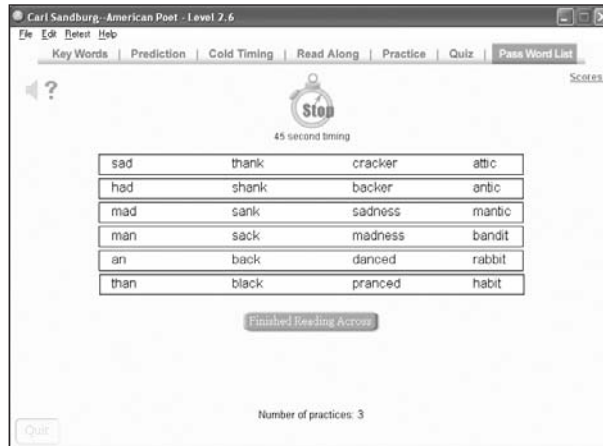 Carl Sandburg--American Poet - Level 2.6
File Edit Retest Help
Key Words | Prediction | Cold Timing | Read Along | Practice | Quiz | Pass Word List
Scores
?
Stop
45 second timing
sad thank cracker attic
had shank backer antic
mad sank sadness mantic
man sack madness bandit
an back danced rabbit
than black pranced habit
Finished Reading Across
Number of practices: 3
Quit